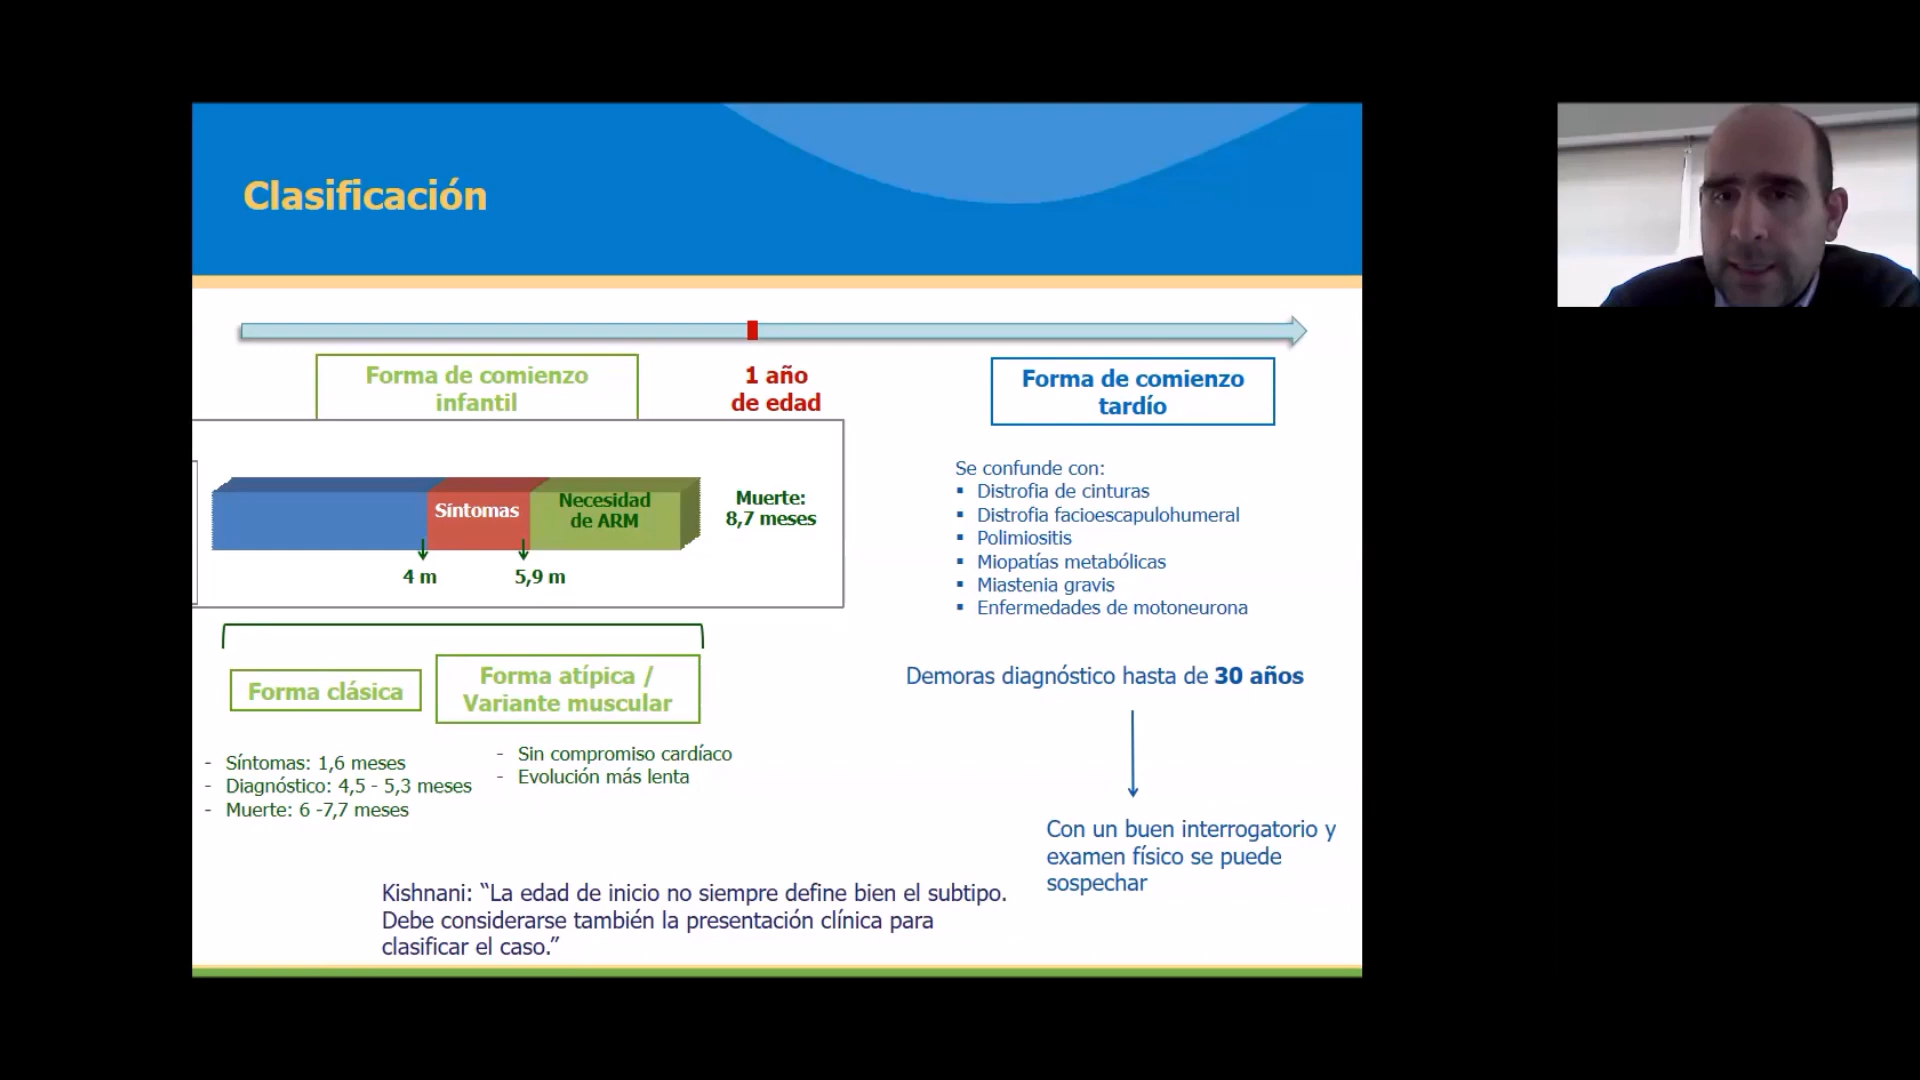 Clasificación
Forma de comienzo
infantil
1 año
de edad
Forma de comienzo
tardío
Síntomas
Necesidad
de ARM
Muerte:
8,7 meses
4 m
5,9 m
Se confunde con:
▪ Distrofia de cinturas
▪ Distrofia facioescapulohumeral
▪ Polimiositis
▪ Miopatías metabólicas
▪ Miastenia gravis
▪ Enfermedades de motoneurona
Forma clásica
Forma atípica /
Variante muscular
Demoras diagnóstico hasta de 30 años
- Síntomas: 1,6 meses
- Diagnóstico: 4,5 - 5,3 meses
- Muerte: 6 -7,7 meses
- Sin compromiso cardíaco
- Evolución más lenta
Con un buen interrogatorio y
examen físico se puede
sospechar
Kishnani: “La edad de inicio no siempre define bien el subtipo.
Debe considerarse también la presentación clínica para
clasificar el caso.”